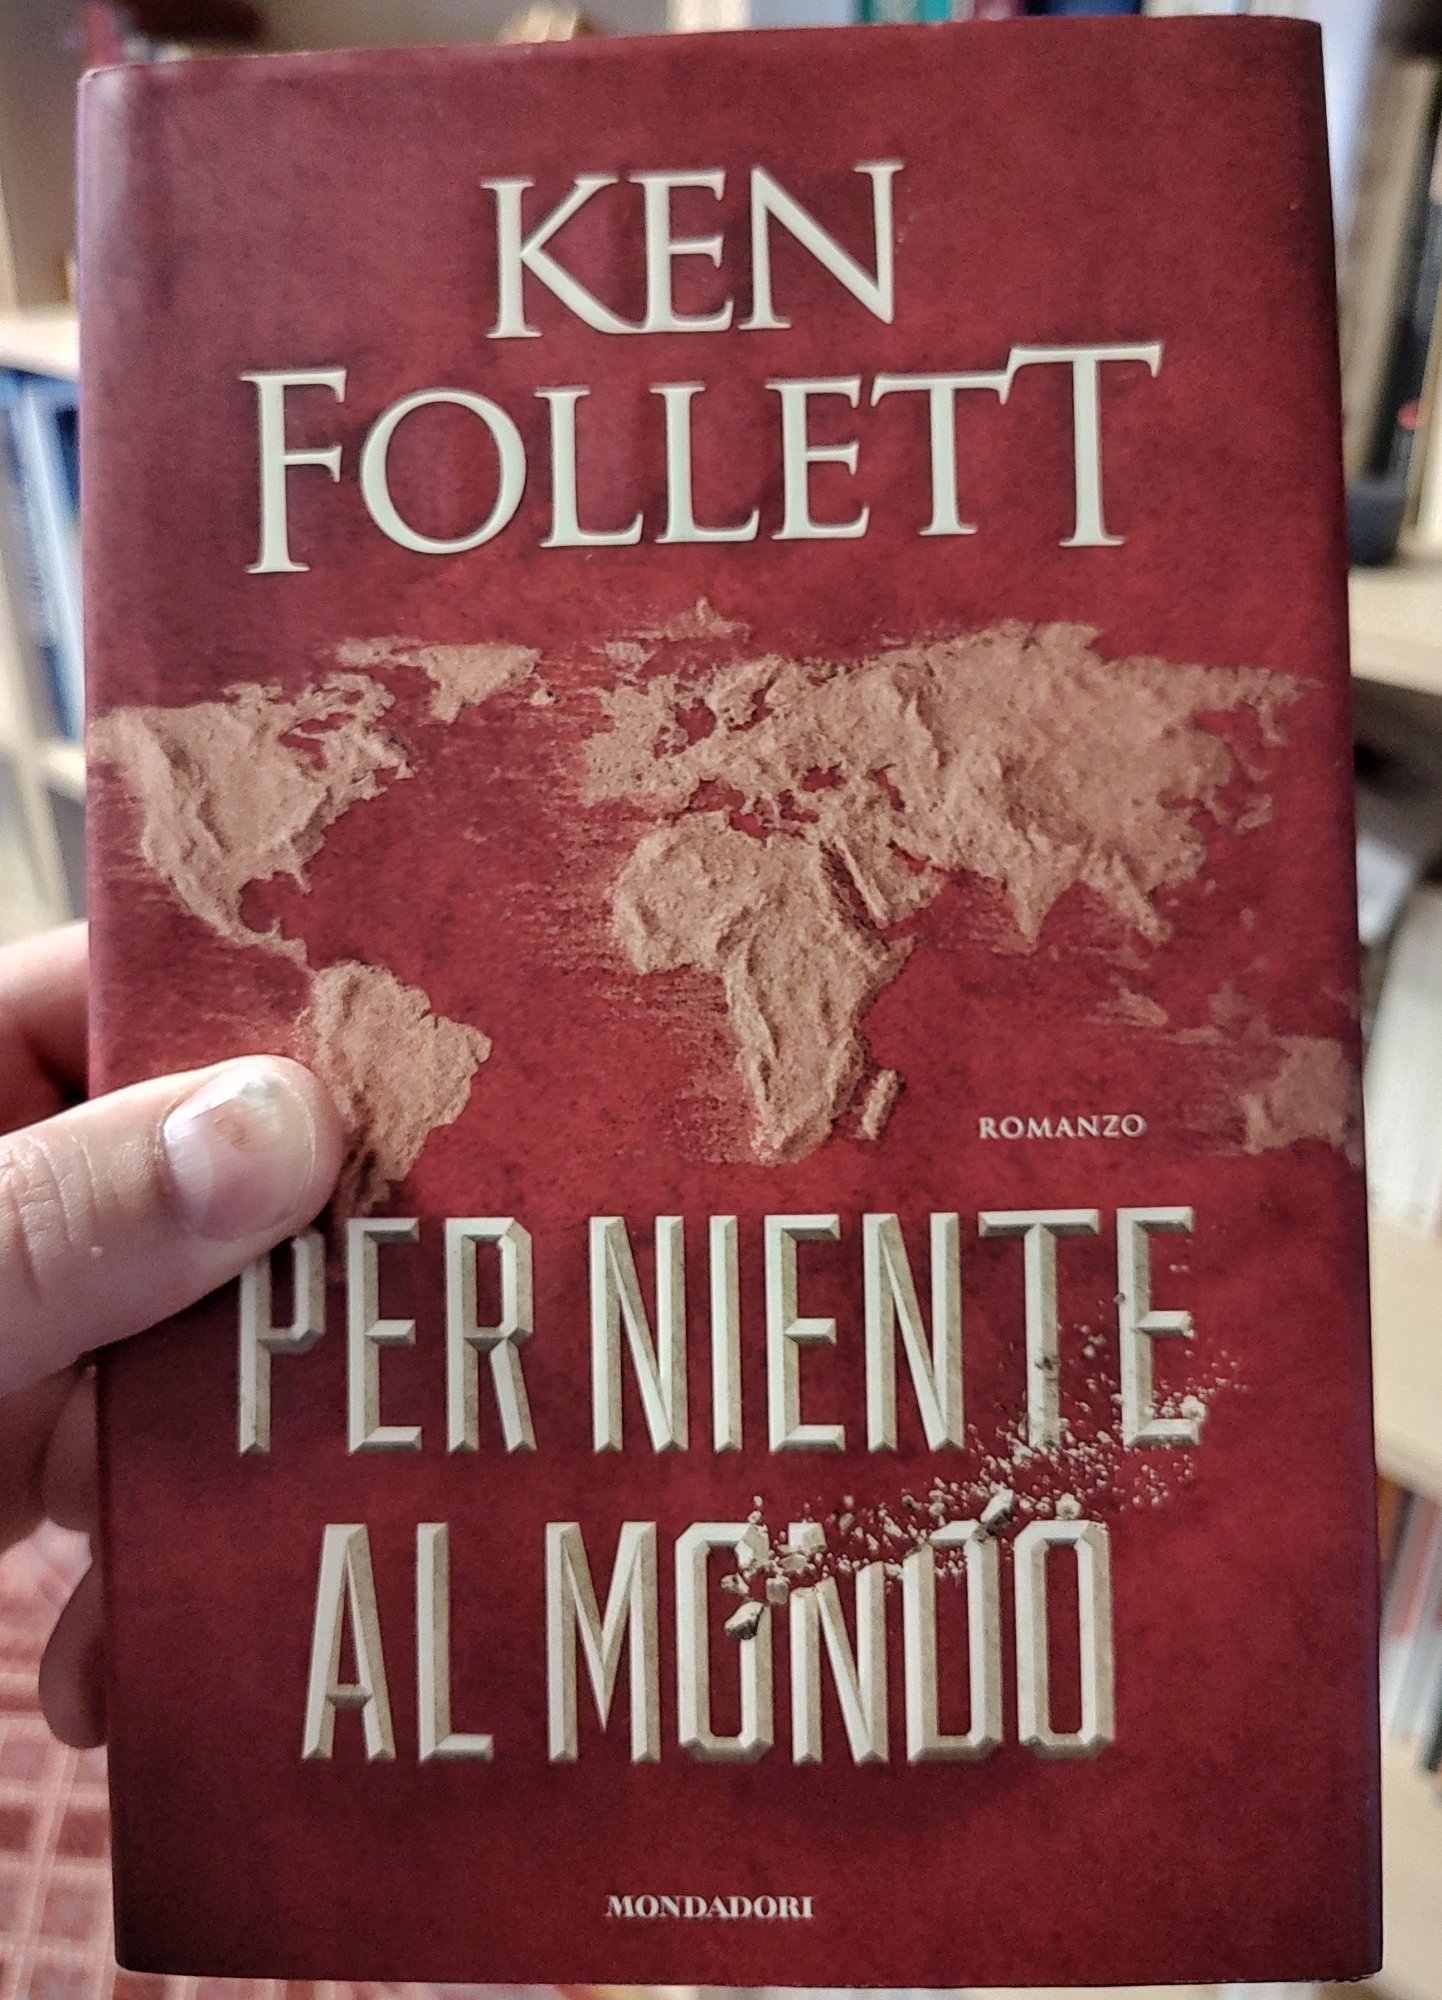 KEN
FOLLETT
ROMANZO
PER NIENTE
AL MONDO
MONDADORI